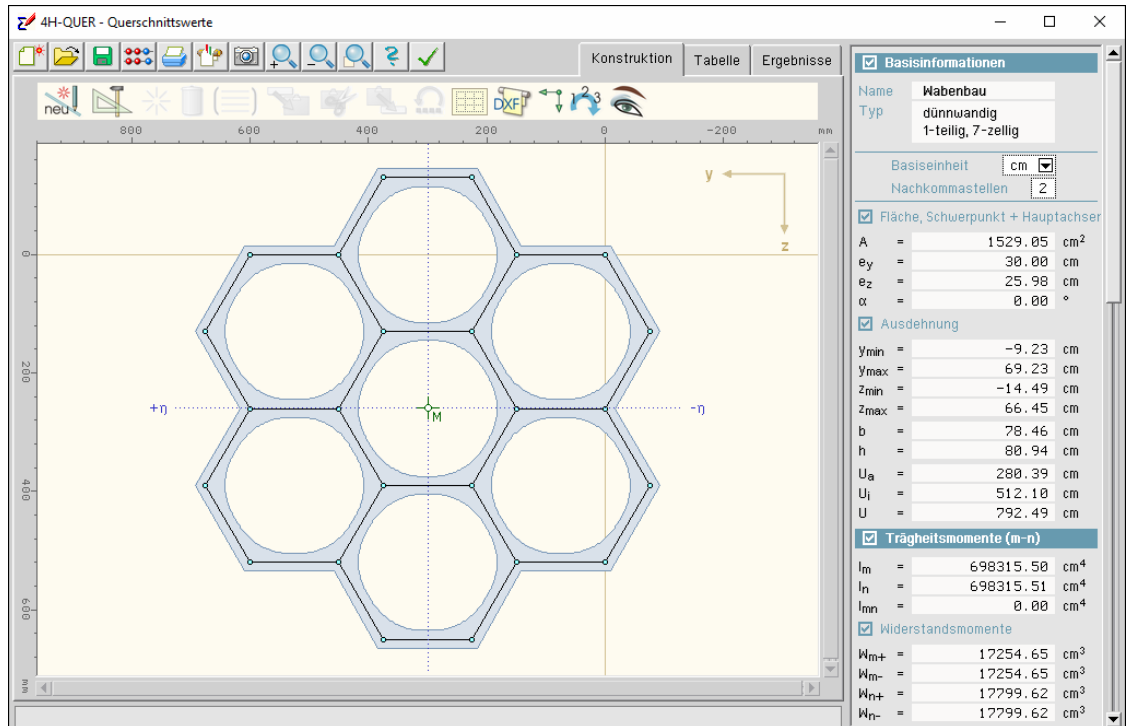 4H-QUER - Querschnittswerte
Konstruktion Tabelle Ergebnisse
neu DXF 1 2 3
800 600 400 200 0 -200 mm
0
200
400
600
mm
y
z
+η -η
M
Basisinformationen
Name Wabenbau
Typ dünnwandig
1-teilig, 7-zellig
Basiseinheit cm
Nachkommastellen 2
Fläche, Schwerpunkt + Hauptachser
A = 1529.05 cm²
ey = 30.00 cm
ez = 25.98 cm
α = 0.00 °
Ausdehnung
ymin = -9.23 cm
ymax = 69.23 cm
zmin = -14.49 cm
zmax = 66.45 cm
b = 78.46 cm
h = 80.94 cm
Ua = 280.39 cm
Ui = 512.10 cm
U = 792.49 cm
Trägheitsmomente (m-n)
Im = 698315.50 cm⁴
In = 698315.51 cm⁴
Imn = 0.00 cm⁴
Widerstandsmomente
Wm+ = 17254.65 cm³
Wm- = 17254.65 cm³
Wn+ = 17799.62 cm³
Wn- = 17799.62 cm³